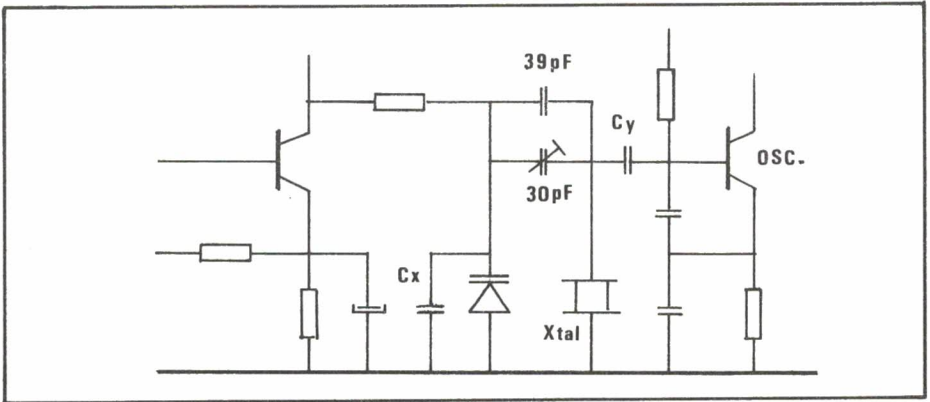 39pF
Cy
OSC.
30pF
Cx
Xtal